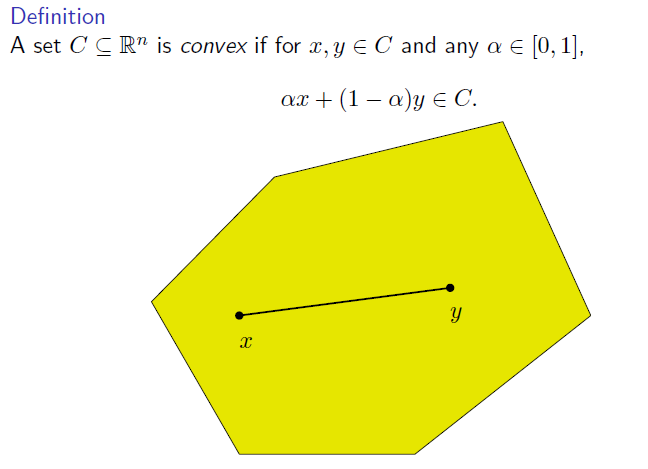 Definition
A set C ⊆ ℝⁿ is convex if for x, y ∈ C and any α ∈ [0, 1],
αx + (1 − α)y ∈ C.
y
x